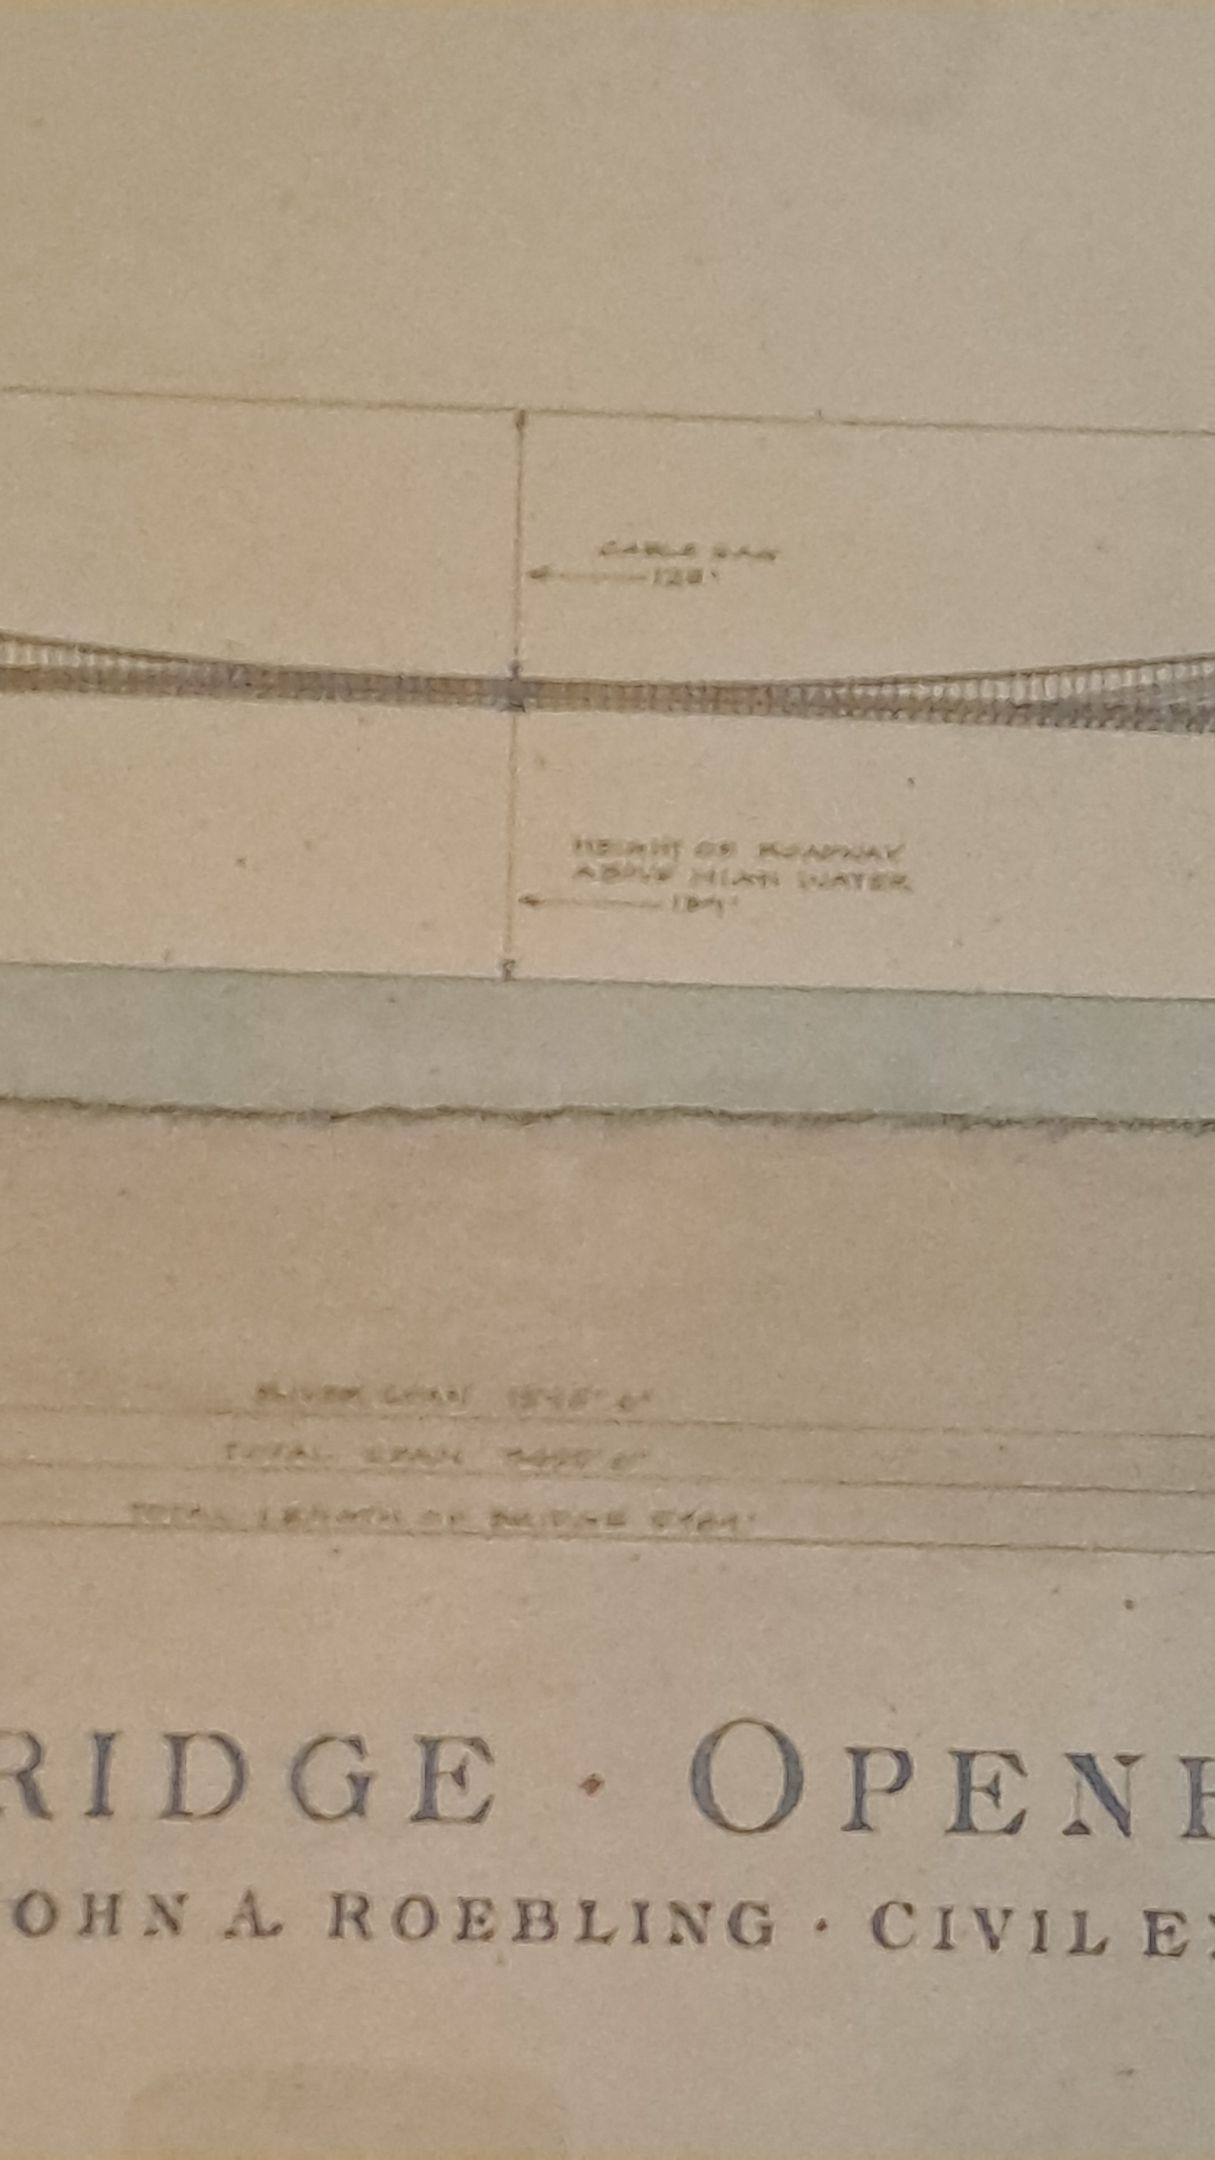 CABLE SAG
128'
HEIGHT OF ROADWAY
ABOVE HIGH WATER
RIVER SPAN
TOTAL SPAN
TOTAL LENGTH OF BRIDGE
RIDGE · OPEN
OHN A. ROEBLING · CIVIL E